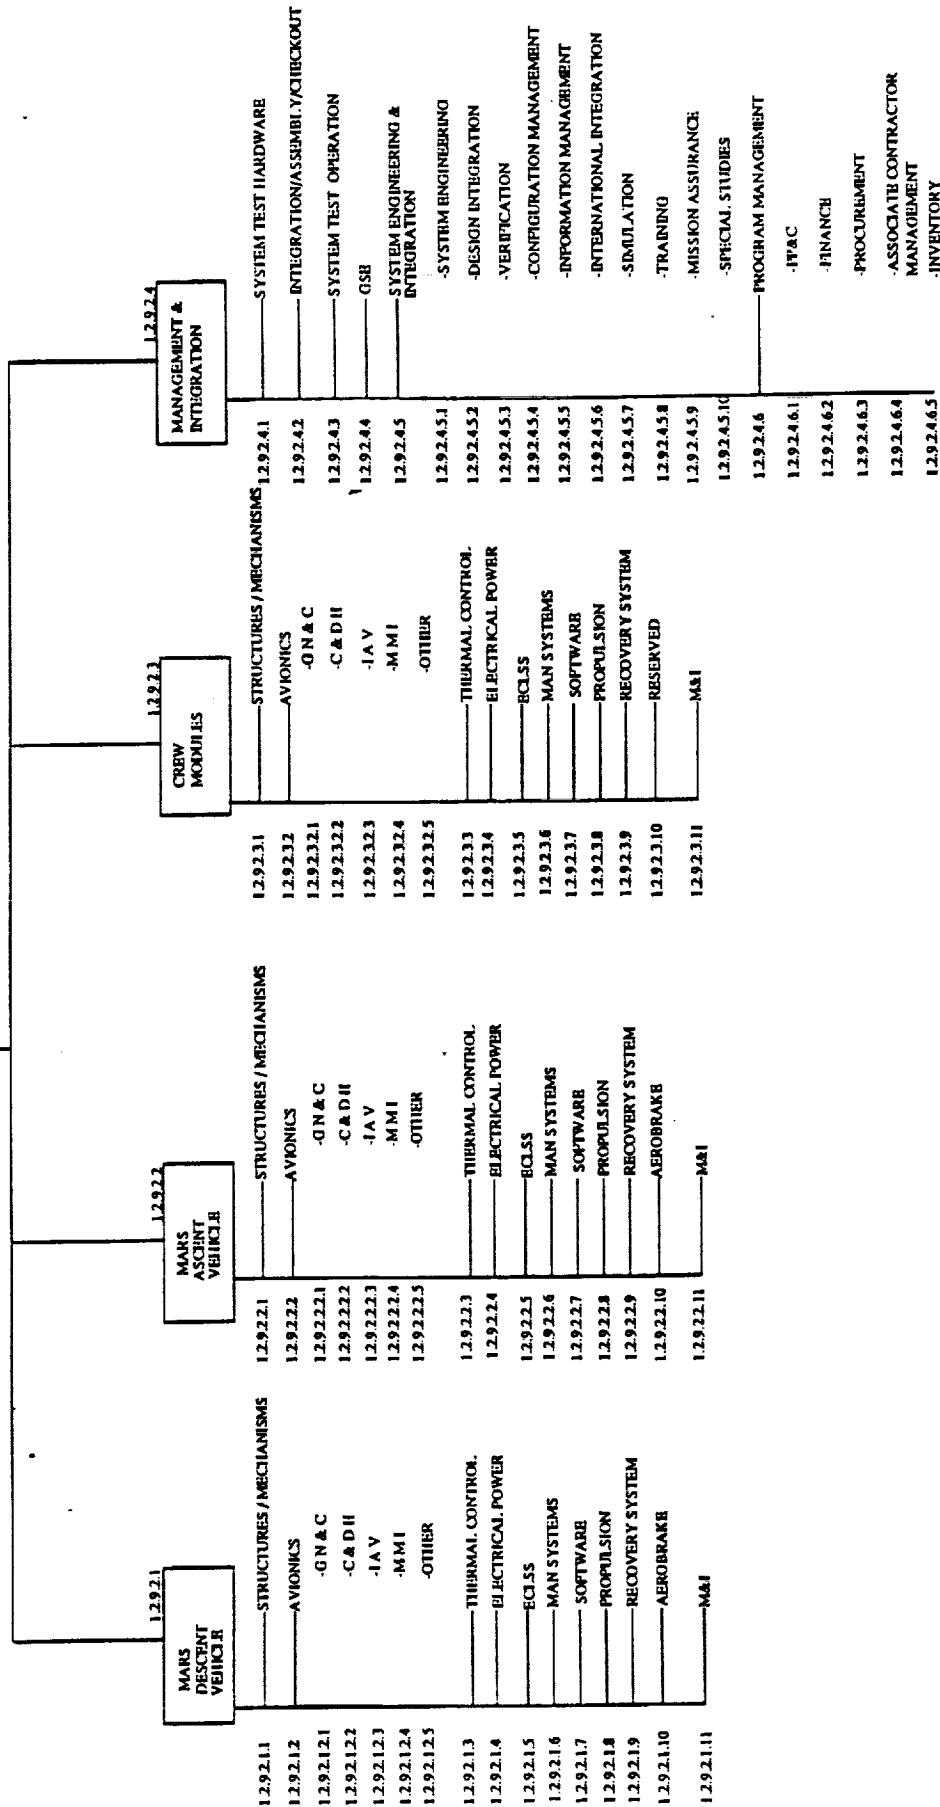 1.2.9.2.1
MARS
DESCENT
VEHICLE
1.2.9.2.1.1 STRUCTURES / MECHANISMS
1.2.9.2.1.2 AVIONICS
1.2.9.2.1.2.1 -G N & C
1.2.9.2.1.2.2 -C & D H
1.2.9.2.1.2.3 -I A V
1.2.9.2.1.2.4 -M M I
1.2.9.2.1.2.5 -OTHER
1.2.9.2.1.3 THERMAL CONTROL
1.2.9.2.1.4 ELECTRICAL POWER
1.2.9.2.1.5 ECLSS
1.2.9.2.1.6 MAN SYSTEMS
1.2.9.2.1.7 SOFTWARE
1.2.9.2.1.8 PROPULSION
1.2.9.2.1.9 RECOVERY SYSTEM
1.2.9.2.1.10 AEROBRAKE
1.2.9.2.1.11 M&I
1.2.9.2.2
MARS
ASCENT
VEHICLE
1.2.9.2.2.1 STRUCTURES / MECHANISMS
1.2.9.2.2.2 AVIONICS
1.2.9.2.2.2.1 -G N & C
1.2.9.2.2.2.2 -C & D H
1.2.9.2.2.2.3 -I A V
1.2.9.2.2.2.4 -M M I
1.2.9.2.2.2.5 -OTHER
1.2.9.2.2.3 THERMAL CONTROL
1.2.9.2.2.4 ELECTRICAL POWER
1.2.9.2.2.5 ECLSS
1.2.9.2.2.6 MAN SYSTEMS
1.2.9.2.2.7 SOFTWARE
1.2.9.2.2.8 PROPULSION
1.2.9.2.2.9 RECOVERY SYSTEM
1.2.9.2.2.10 AEROBRAKE
1.2.9.2.2.11 M&I
1.2.9.2.3
CREW
MODULES
1.2.9.2.3.1 STRUCTURES / MECHANISMS
1.2.9.2.3.2 AVIONICS
1.2.9.2.3.2.1 -G N & C
1.2.9.2.3.2.2 -C & D H
1.2.9.2.3.2.3 -I A V
1.2.9.2.3.2.4 -M M I
1.2.9.2.3.2.5 -OTHER
1.2.9.2.3.3 THERMAL CONTROL
1.2.9.2.3.4 ELECTRICAL POWER
1.2.9.2.3.5 ECLSS
1.2.9.2.3.6 MAN SYSTEMS
1.2.9.2.3.7 SOFTWARE
1.2.9.2.3.8 PROPULSION
1.2.9.2.3.9 RECOVERY SYSTEM
1.2.9.2.3.10 RESERVED
1.2.9.2.3.11 M&I
1.2.9.2.4
MANAGEMENT &
INTEGRATION
1.2.9.2.4.1 SYSTEM TEST HARDWARE
1.2.9.2.4.2 INTEGRATION/ASSEMBLY/CHECKOUT
1.2.9.2.4.3 SYSTEM TEST OPERATION
1.2.9.2.4.4 GSE
1.2.9.2.4.5 SYSTEM ENGINEERING &
INTEGRATION
1.2.9.2.4.5.1 -SYSTEM ENGINEERING
1.2.9.2.4.5.2 -DESIGN INTEGRATION
1.2.9.2.4.5.3 -VERIFICATION
1.2.9.2.4.5.4 -CONFIGURATION MANAGEMENT
1.2.9.2.4.5.5 -INFORMATION MANAGEMENT
1.2.9.2.4.5.6 -INTERNATIONAL INTEGRATION
1.2.9.2.4.5.7 -SIMULATION
1.2.9.2.4.5.8 -TRAINING
1.2.9.2.4.5.9 -MISSION ASSURANCE
1.2.9.2.4.5.10 -SPECIAL STUDIES
1.2.9.2.4.6 PROGRAM MANAGEMENT
1.2.9.2.4.6.1 -PP&C
1.2.9.2.4.6.2 -FINANCE
1.2.9.2.4.6.3 -PROCUREMENT
1.2.9.2.4.6.4 -ASSOCIATE CONTRACTOR
MANAGEMENT
1.2.9.2.4.6.5 -INVENTORY